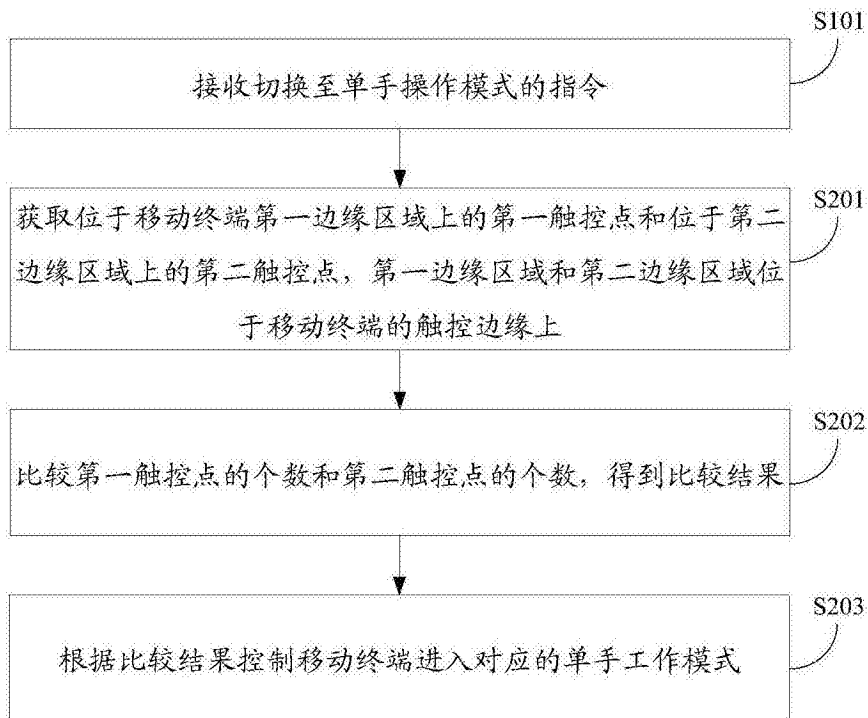 S101
接收切换至单手操作模式的指令
S201
获取位于移动终端第一边缘区域上的第一触控点和位于第二
边缘区域上的第二触控点，第一边缘区域和第二边缘区域位
于移动终端的触控边缘上
S202
比较第一触控点的个数和第二触控点的个数，得到比较结果
S203
根据比较结果控制移动终端进入对应的单手工作模式